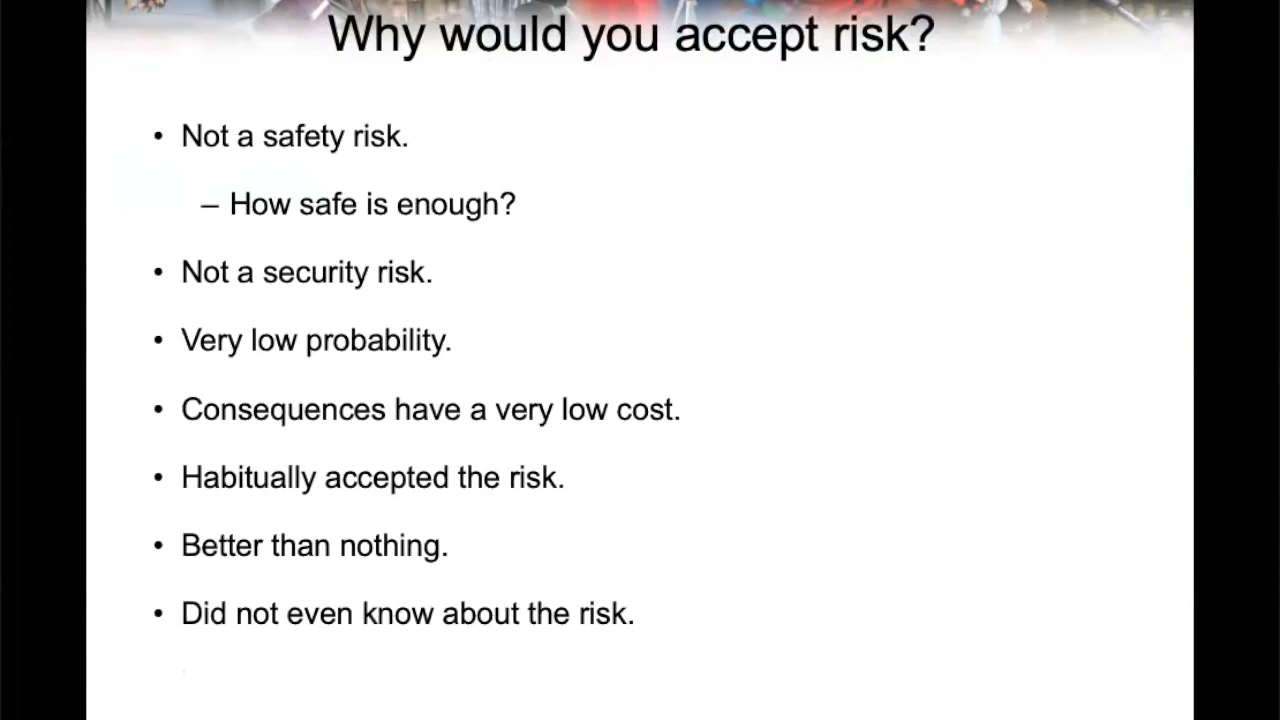 Why would you accept risk?
• Not a safety risk.
– How safe is enough?
• Not a security risk.
• Very low probability.
• Consequences have a very low cost.
• Habitually accepted the risk.
• Better than nothing.
• Did not even know about the risk.